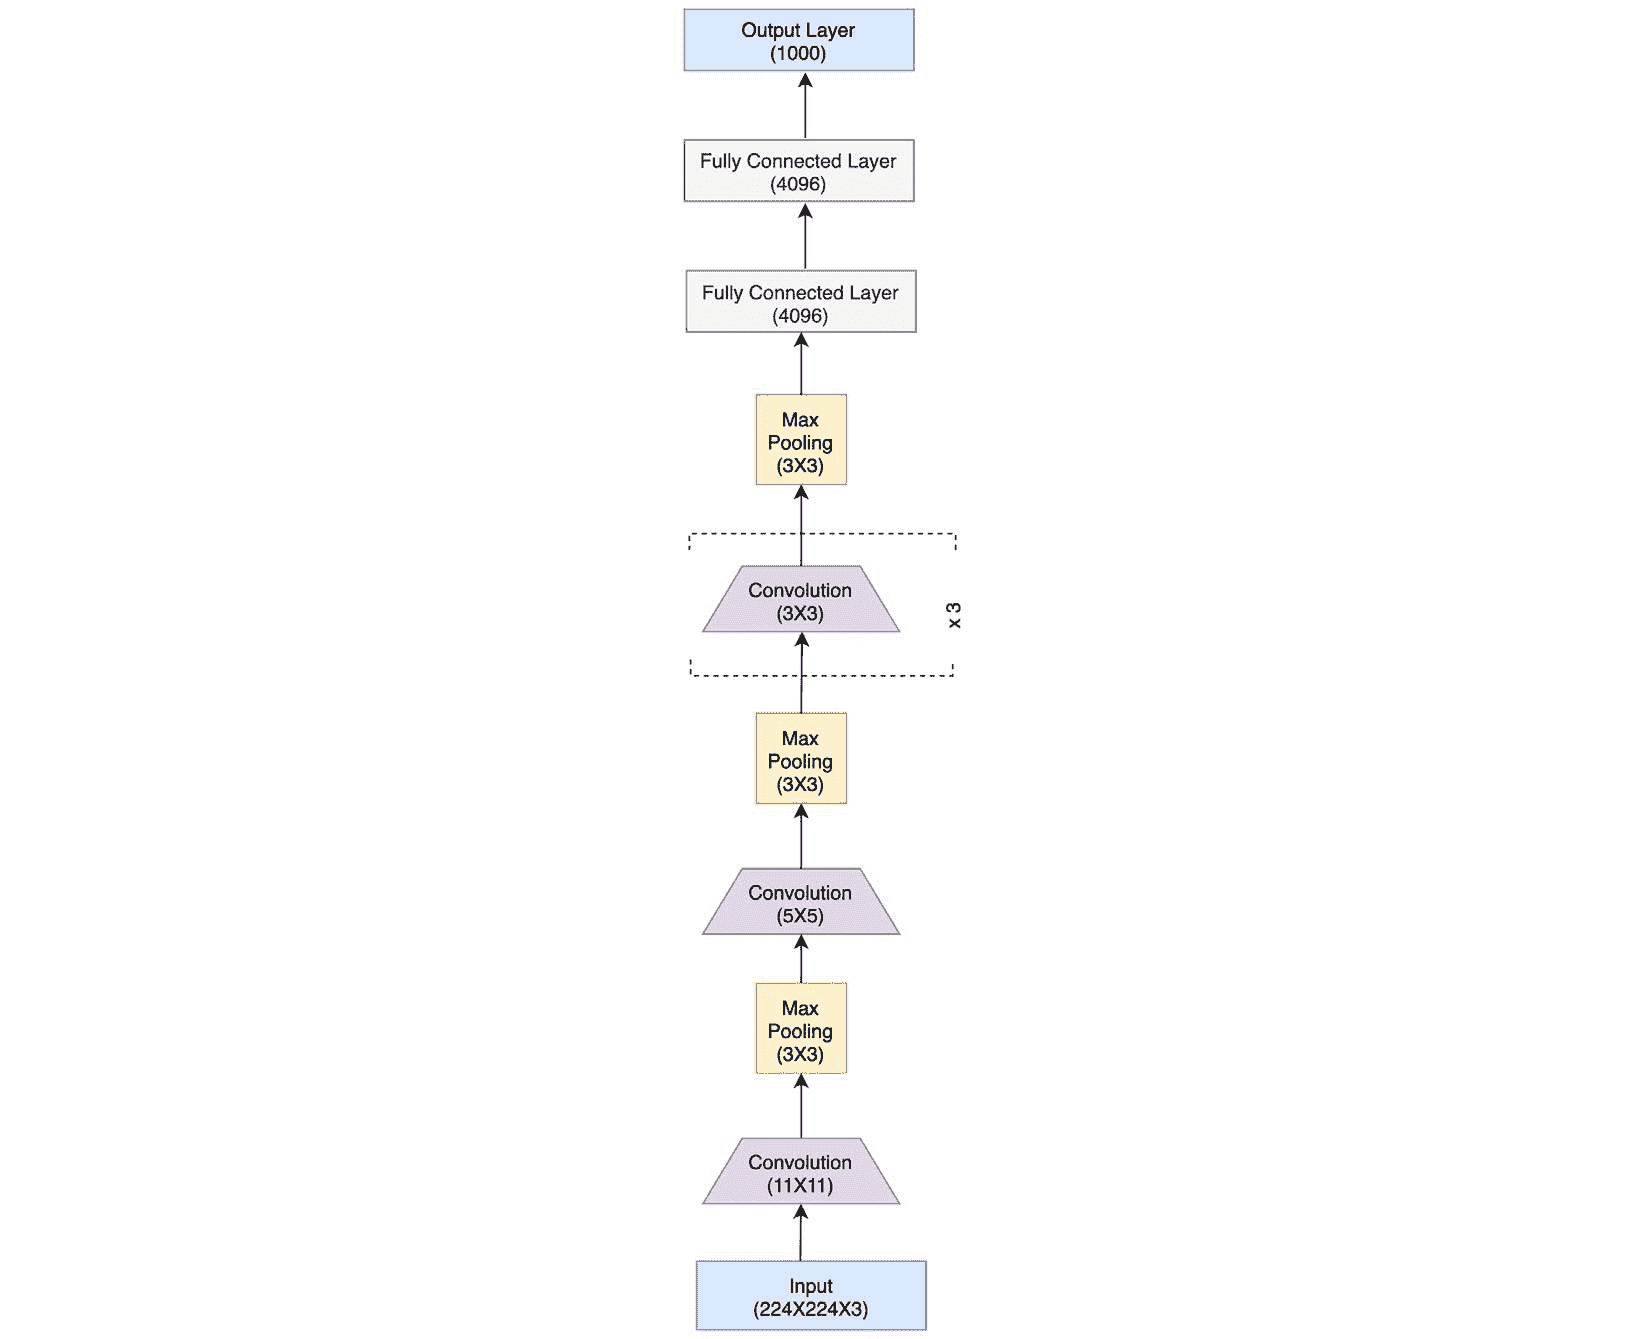 Output Layer
(1000)
Fully Connected Layer
(4096)
Fully Connected Layer
(4096)
Max
Pooling
(3X3)
Convolution
(3X3)
x 3
Max
Pooling
(3X3)
Convolution
(5X5)
Max
Pooling
(3X3)
Convolution
(11X11)
Input
(224X224X3)